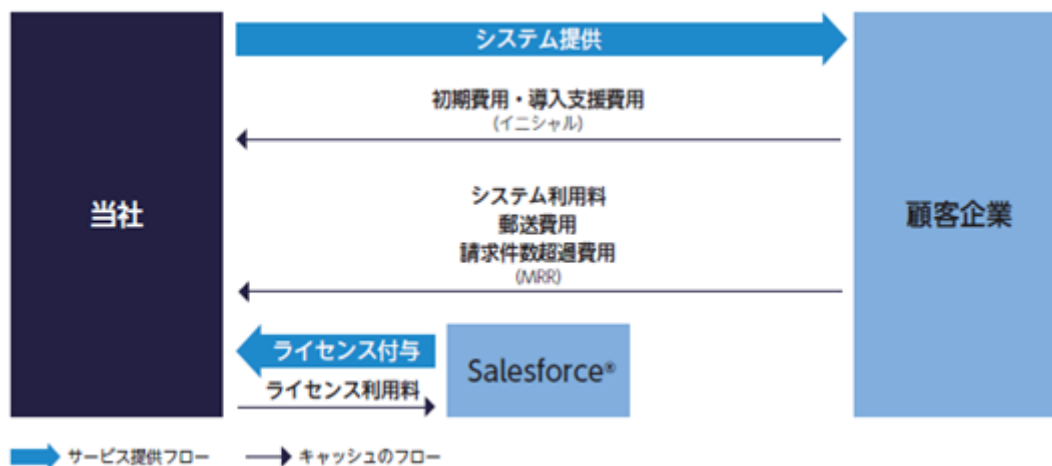 システム提供
初期費用・導入支援費用
(イニシャル)
当社
システム利用料
郵送費用
請求件数超過費用
(MRR)
顧客企業
ライセンス付与
Salesforce®
ライセンス利用料
サービス提供フロー
キャッシュのフロー